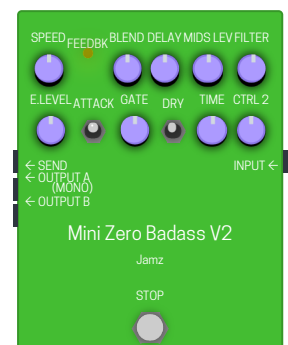 SPEED FEEDBK BLEND DELAY MIDS LEV FILTER
E.LEVEL ATTACK GATE DRY TIME CTRL 2
← SEND INPUT ←
← OUTPUT A
(MONO)
← OUTPUT B
Mini Zero Badass V2
Jamz
STOP